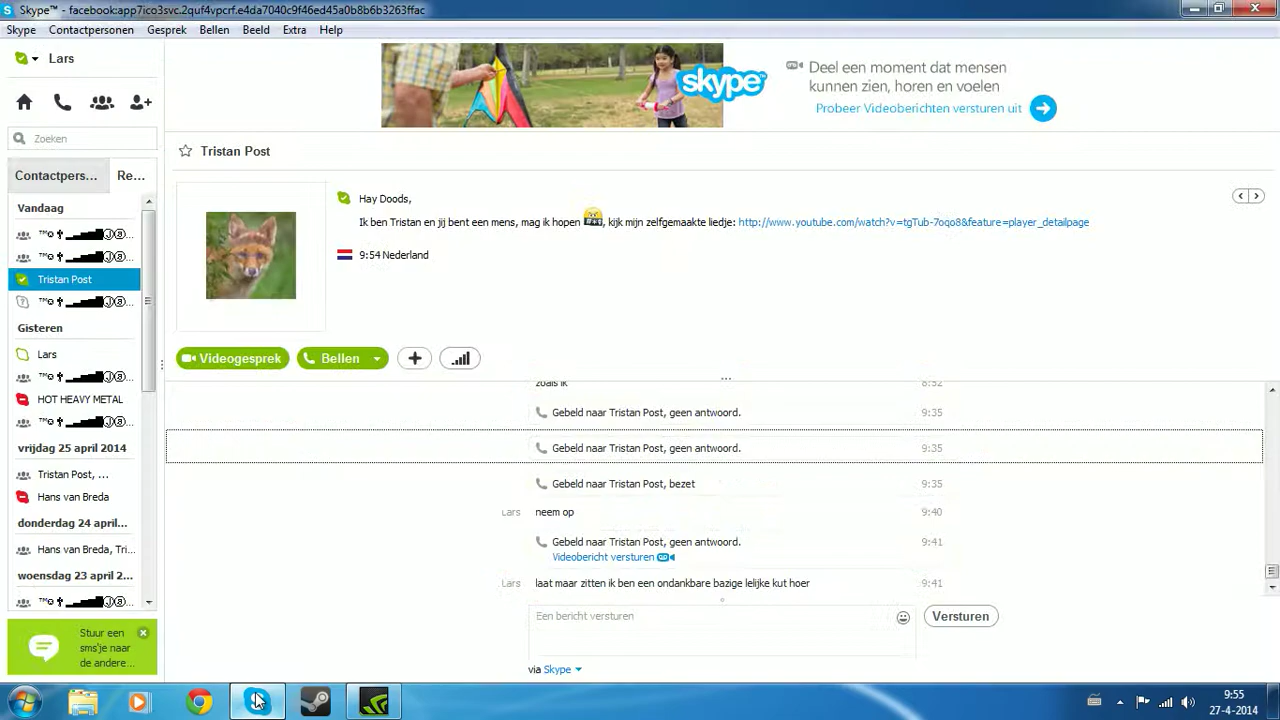 Skype™ - facebook:app7ico3svc.2quf4vpcrf.e4da7040c9f46ed45a0b8b6b3263ffac
Skype Contactpersonen Gesprek Bellen Beeld Extra Help
Lars
Zoeken
Contactpers... Re...
Vandaag
Tristan Post
Gisteren
Lars
HOT HEAVY METAL
vrijdag 25 april 2014
Tristan Post, ...
Hans van Breda
donderdag 24 april...
Hans van Breda, Tri...
woensdag 23 april 2...
Stuur een
sms'je naar
de andere...
skype
Deel een moment dat mensen
kunnen zien, horen en voelen
Probeer Videoberichten versturen uit
Tristan Post
Hay Doods,
Ik ben Tristan en jij bent een mens, mag ik hopen , kijk mijn zelfgemaakte liedje: http://www.youtube.com/watch?v=tgTub-7oqo8&feature=player_detailpage
9:54 Nederland
Videogesprek Bellen
zoals ik 8:52
Gebeld naar Tristan Post, geen antwoord. 9:35
Gebeld naar Tristan Post, geen antwoord. 9:35
Gebeld naar Tristan Post, bezet 9:35
Lars neem op 9:40
Gebeld naar Tristan Post, geen antwoord. 9:41
Videobericht versturen
Lars laat maar zitten ik ben een ondankbare bazige lelijke kut hoer 9:41
Een bericht versturen Versturen
via Skype
9:55
27-4-2014